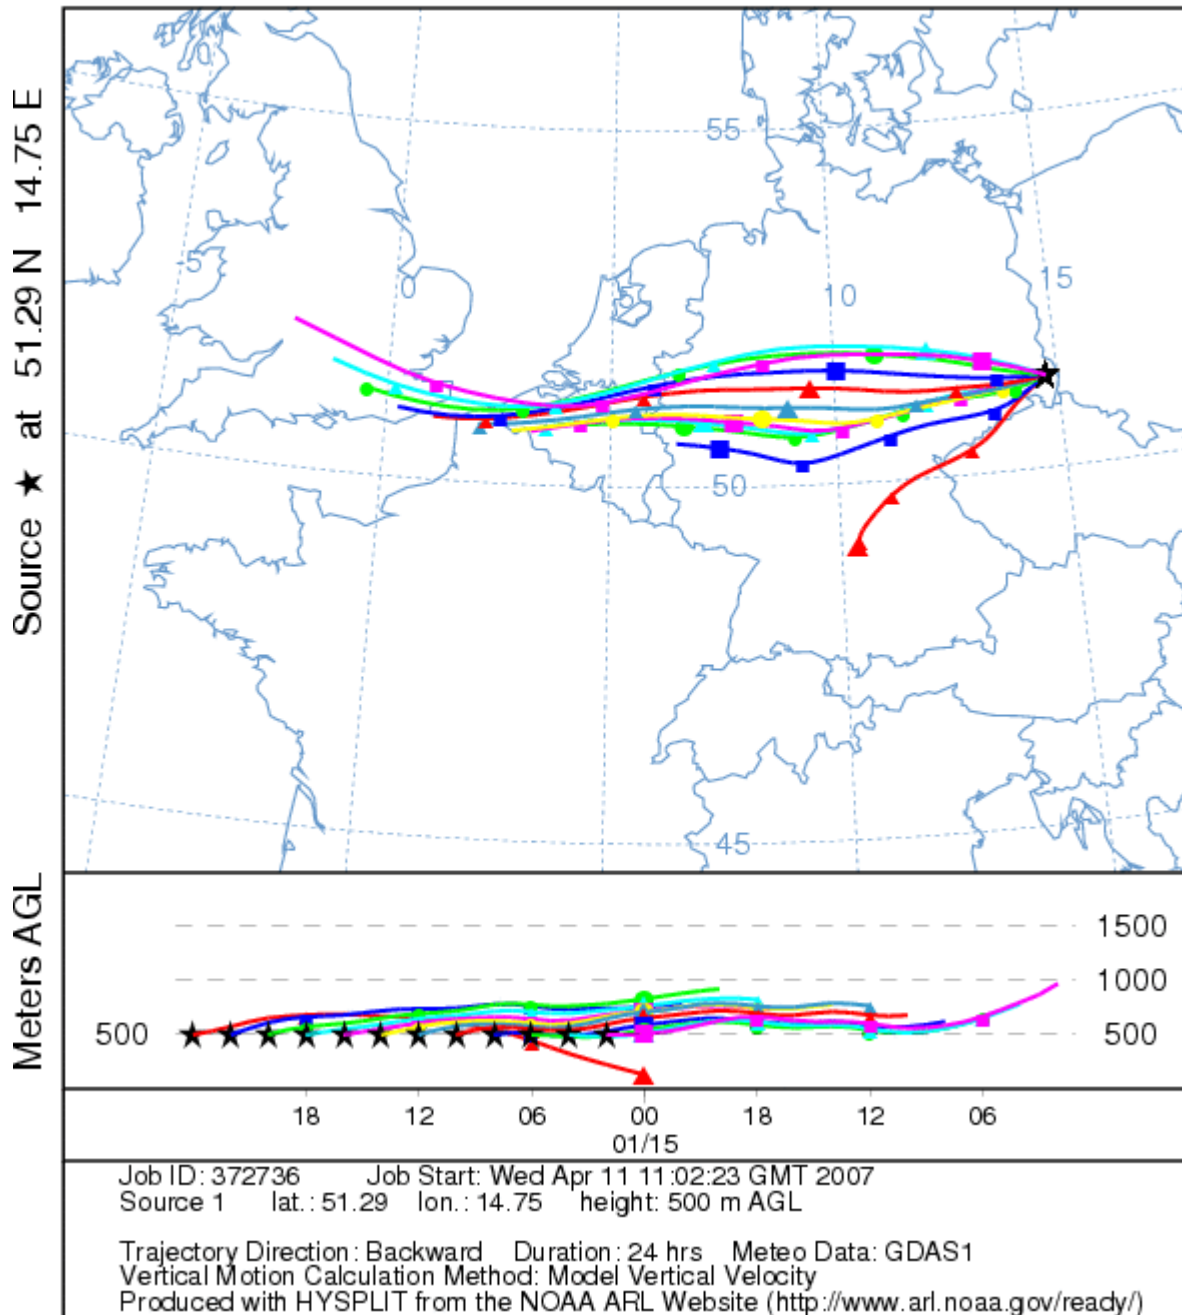 Source ★ at 51.29 N 14.75 E
55
-5
0
5
10
15
50
45
Meters AGL
1500
1000
500
500
18 12 06 00 18 12 06
01/15
Job ID: 372736 Job Start: Wed Apr 11 11:02:23 GMT 2007
Source 1 lat.: 51.29 lon.: 14.75 height: 500 m AGL
Trajectory Direction: Backward Duration: 24 hrs Meteo Data: GDAS1
Vertical Motion Calculation Method: Model Vertical Velocity
Produced with HYSPLIT from the NOAA ARL Website (http://www.arl.noaa.gov/ready/)